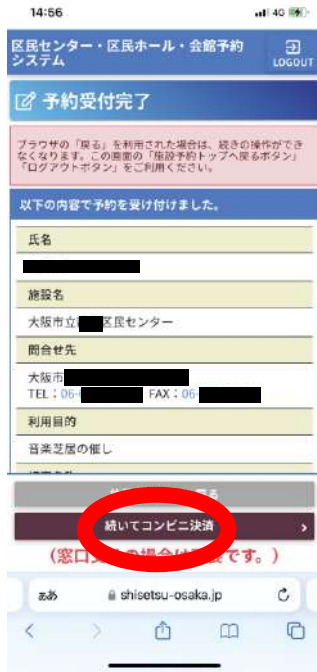 14:56
4G
区民センター・区民ホール・会館予約
システム
LOGOUT
予約受付完了
ブラウザの「戻る」を利用された場合は、続きの操作ができ
なくなります。この画面の「施設予約トップへ戻るボタン」
「ログアウトボタン」をご利用ください。
以下の内容で予約を受け付けました。
氏名
施設名
大阪市立 区民センター
問合せ先
大阪市
TEL：06- FAX：06-
利用目的
音楽芝居の催し
戻る
続いてコンビニ決済
(窓口 の場合は です。)
ぁあ shisetsu-osaka.jp